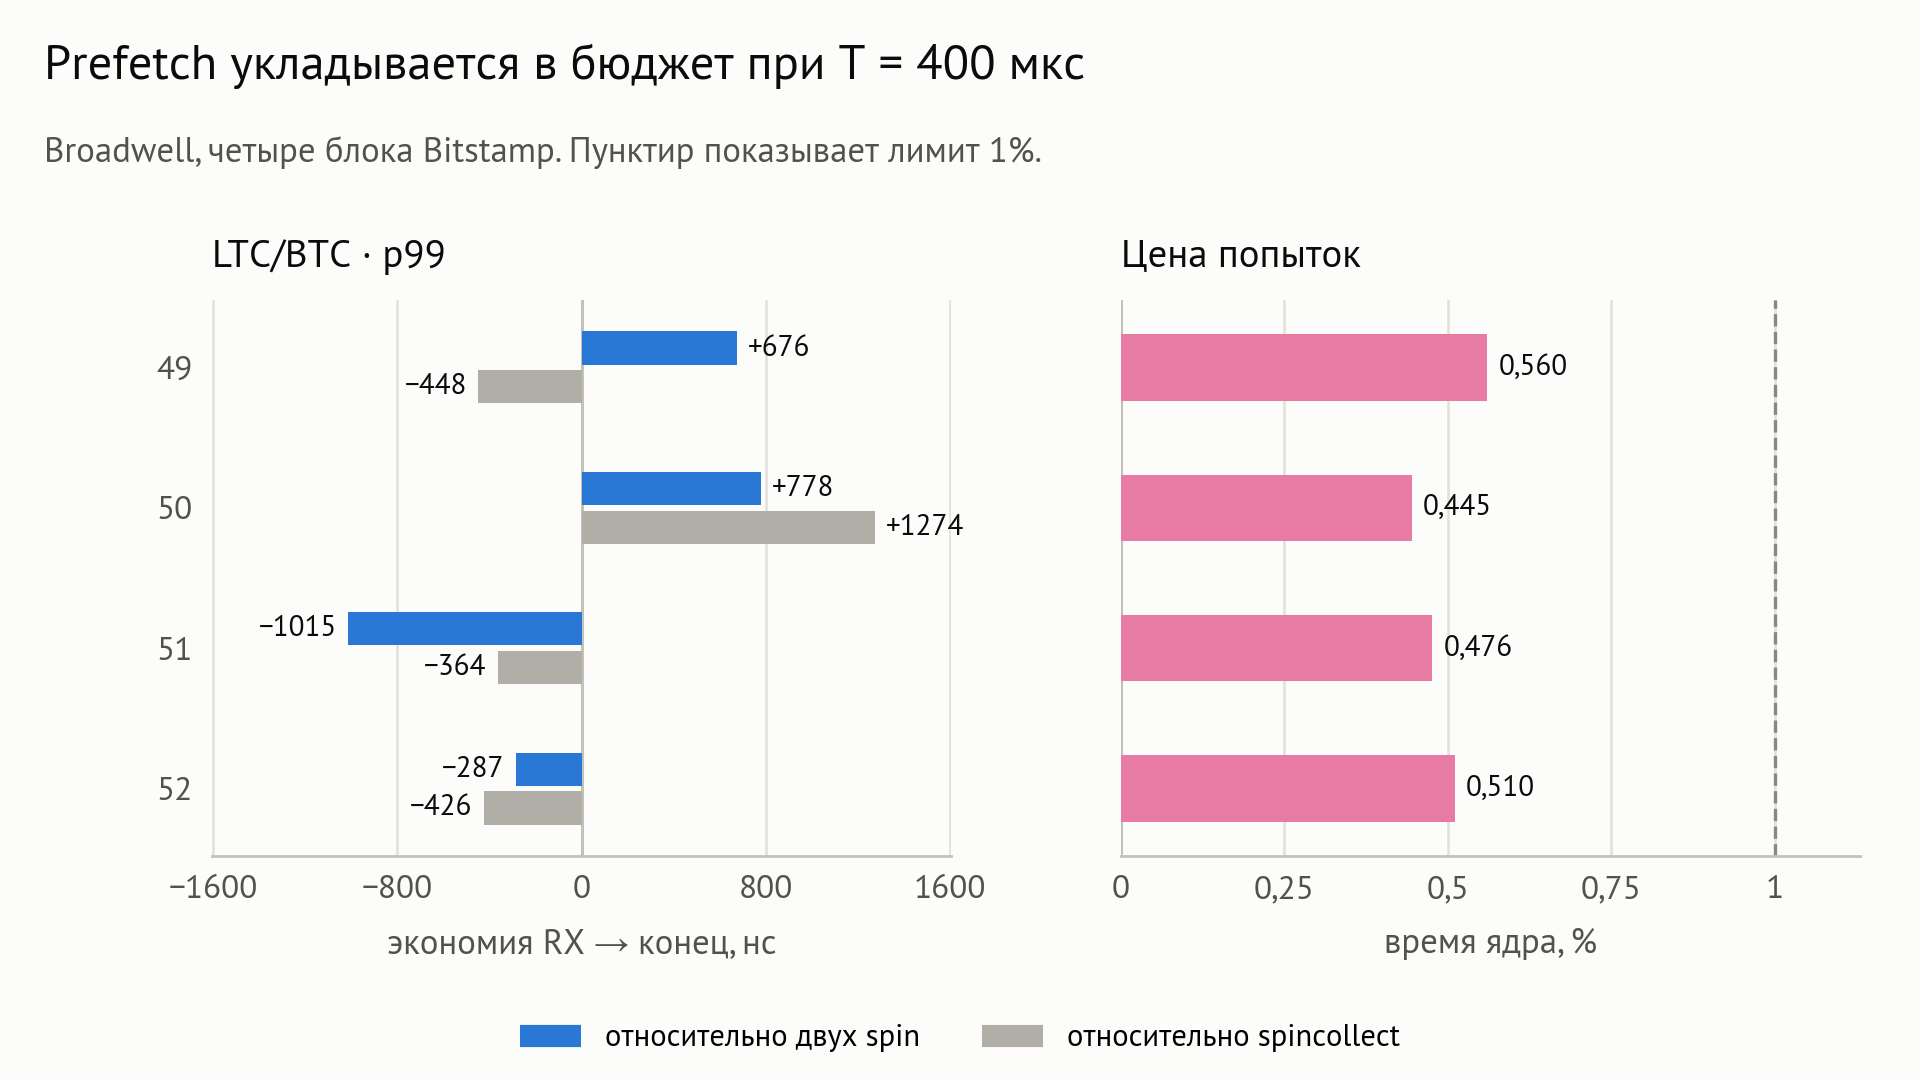 Prefetch укладывается в бюджет при T = 400 мкс
Broadwell, четыре блока Bitstamp. Пунктир показывает лимит 1%.
LTC/BTC · p99
49
+676
−448
50
+778
+1274
51
−1015
−364
52
−287
−426
−1600 −800 0 800 1600
экономия RX → конец, нс
Цена попыток
0,560
0,445
0,476
0,510
0 0,25 0,5 0,75 1
время ядра, %
относительно двух spin
относительно spincollect